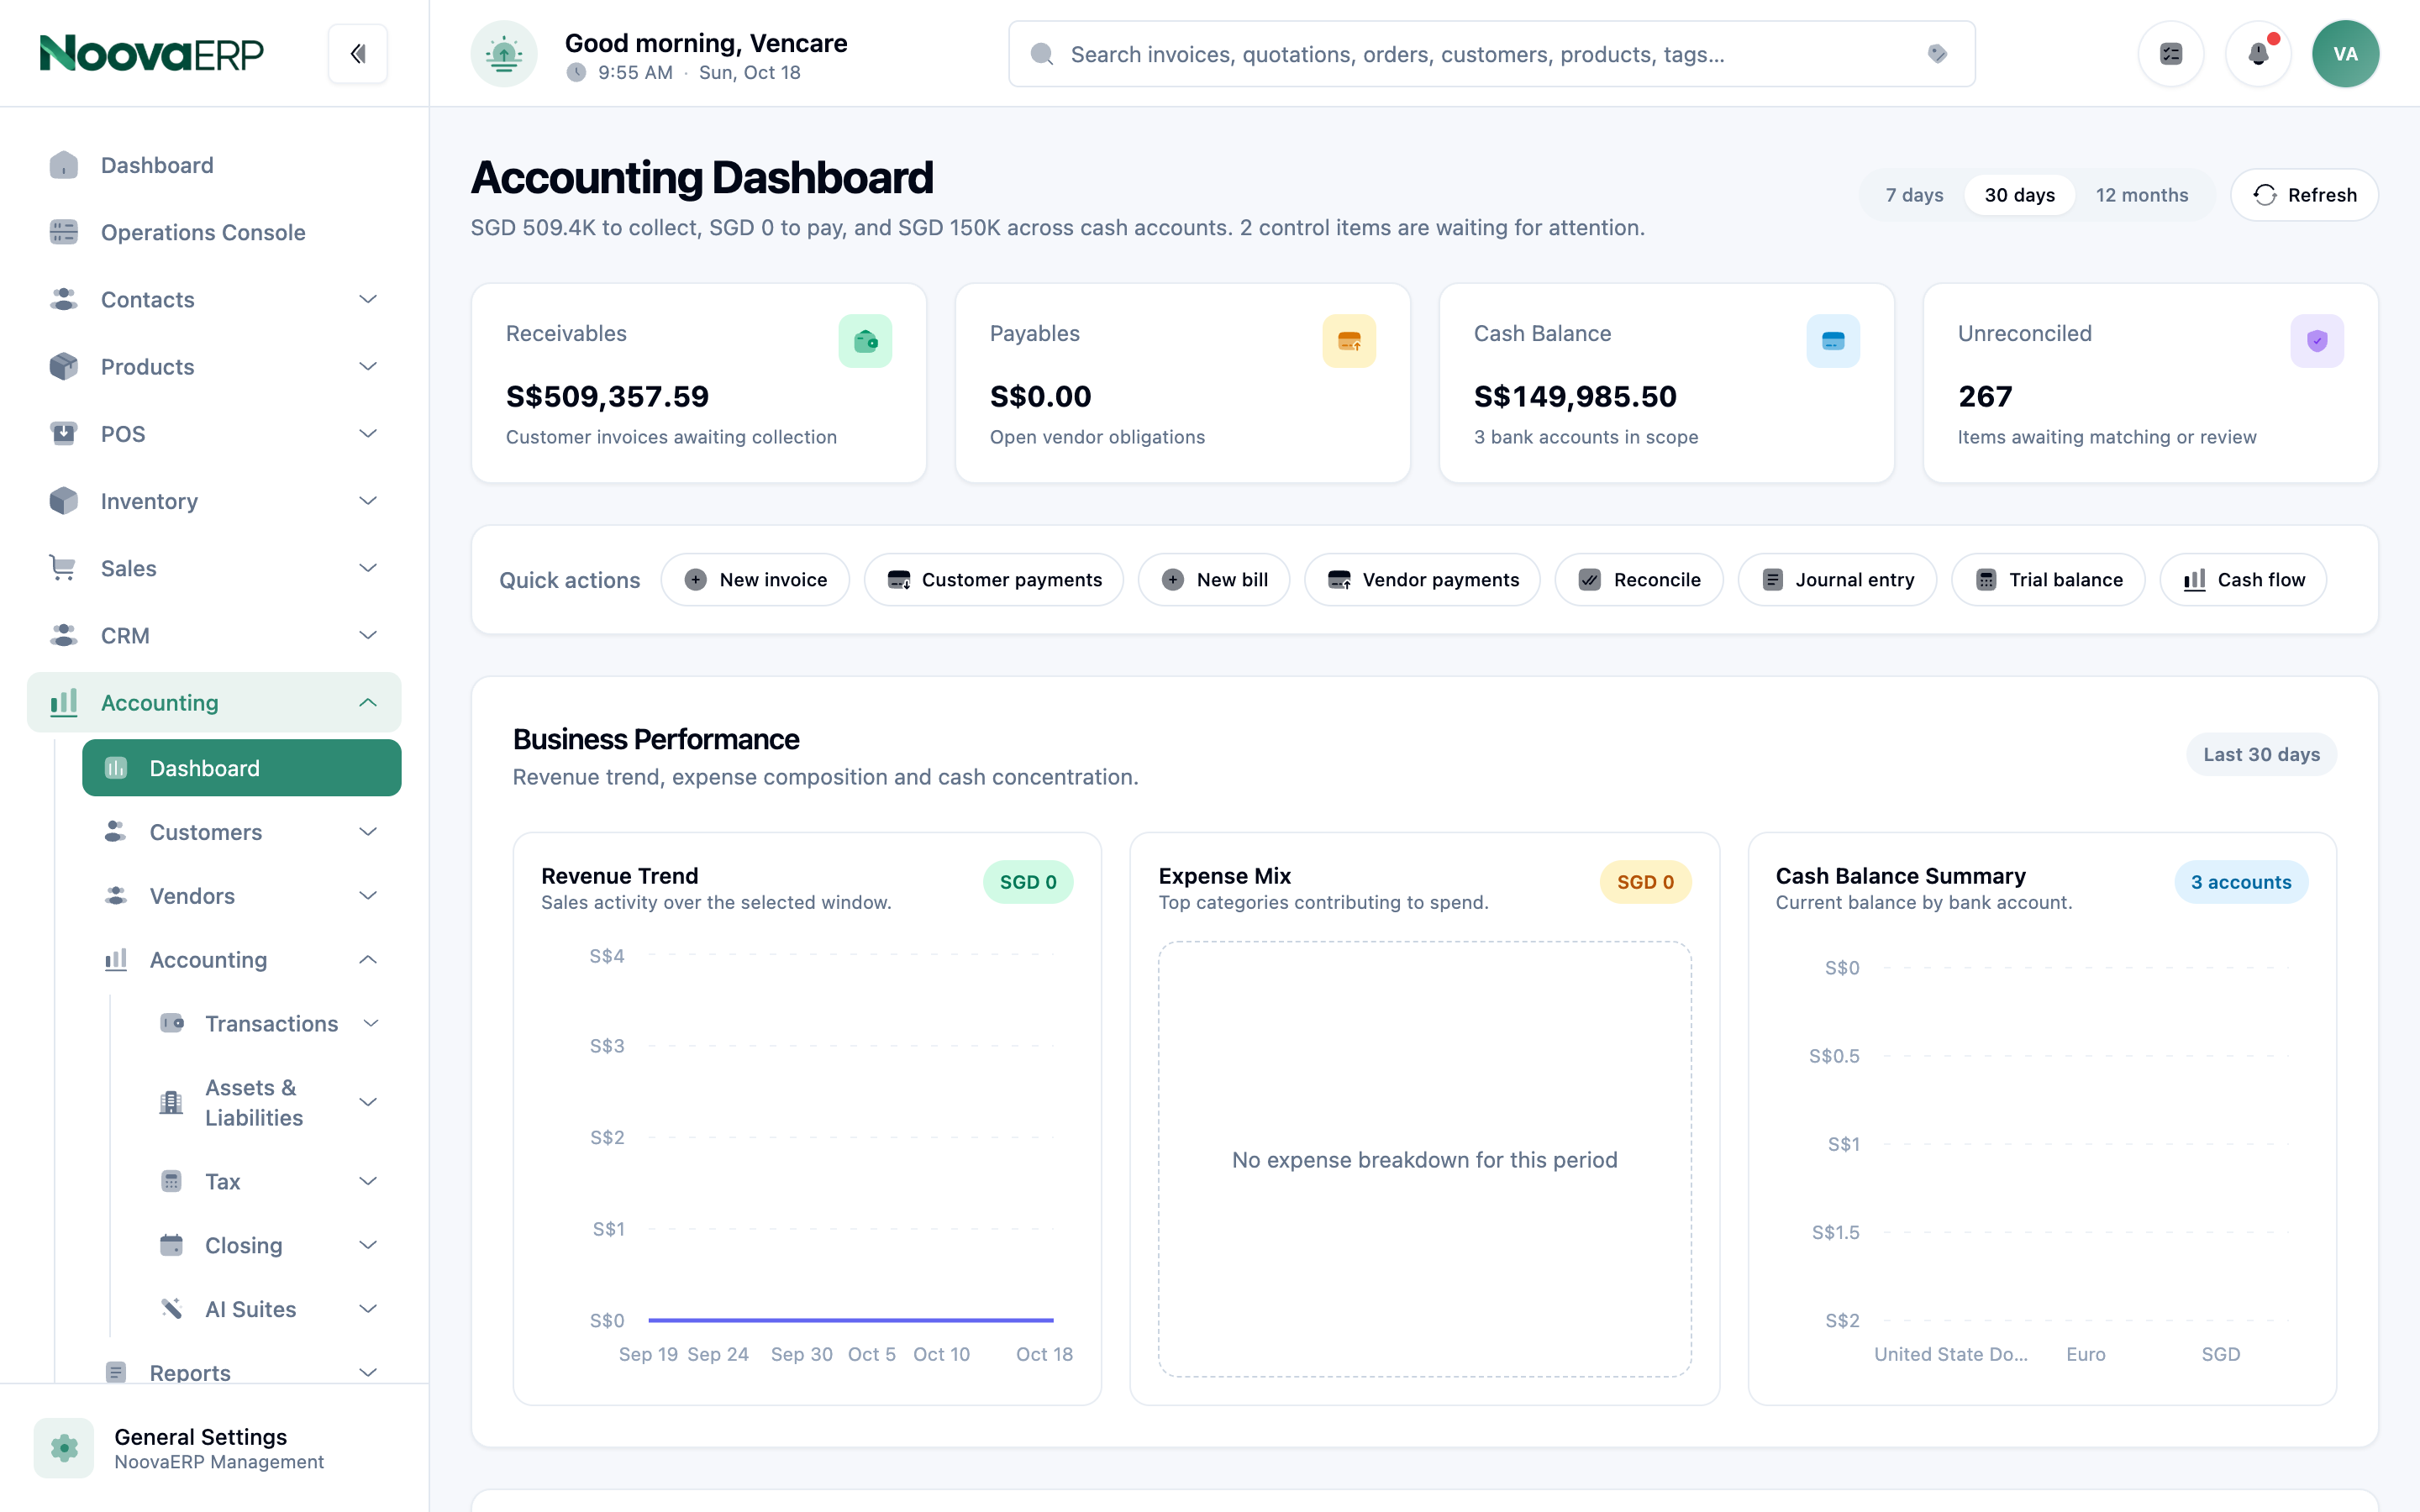 NoovaERP
Good morning, Vencare
9:55 AM · Sun, Oct 18
Search invoices, quotations, orders, customers, products, tags...
VA
Dashboard
Operations Console
Contacts
Products
POS
Inventory
Sales
CRM
Accounting
Dashboard
Customers
Vendors
Accounting
Transactions
Assets &
Liabilities
Tax
Closing
AI Suites
Reports
General Settings
NoovaERP Management
Accounting Dashboard
SGD 509.4K to collect, SGD 0 to pay, and SGD 150K across cash accounts. 2 control items are waiting for attention.
7 days
30 days
12 months
Refresh
Receivables
S$509,357.59
Customer invoices awaiting collection
Payables
S$0.00
Open vendor obligations
Cash Balance
S$149,985.50
3 bank accounts in scope
Unreconciled
267
Items awaiting matching or review
Quick actions
New invoice
Customer payments
New bill
Vendor payments
Reconcile
Journal entry
Trial balance
Cash flow
Business Performance
Revenue trend, expense composition and cash concentration.
Last 30 days
Revenue Trend
Sales activity over the selected window.
SGD 0
S$4
S$3
S$2
S$1
S$0
Sep 19 Sep 24 Sep 30 Oct 5 Oct 10 Oct 18
Expense Mix
Top categories contributing to spend.
SGD 0
No expense breakdown for this period
Cash Balance Summary
Current balance by bank account.
3 accounts
S$0
S$0.5
S$1
S$1.5
S$2
United State Do... Euro SGD